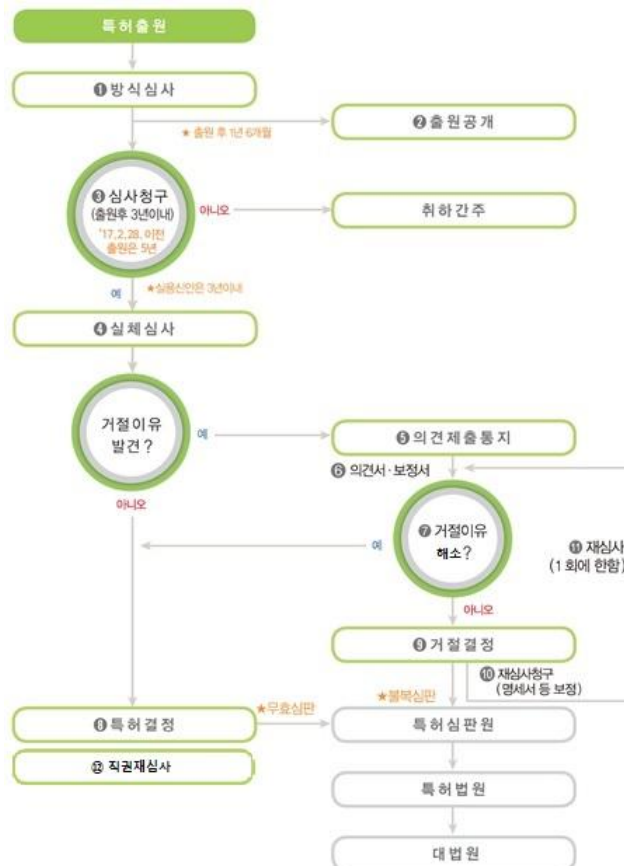 특허출원
❶ 방식심사
★ 출원 후 1년 6개월
❷ 출원공개
❸ 심사청구
(출원후 3년이내)
'17.2.28. 이전
출원은 5년
아니오
취하간주
예
★실용신안은 3년이내
❹ 실체심사
거절이유
발견?
예
❺ 의견제출통지
❻ 의견서·보정서
아니오
❼ 거절이유
해소?
예
⓫ 재심사
(1회에 한함)
아니오
❾ 거절결정
❿ 재심사청구
(명세서 등 보정)
★불복심판
❽ 특허결정
★무효심판
특허심판원
⓬ 직권재심사
특허법원
대법원